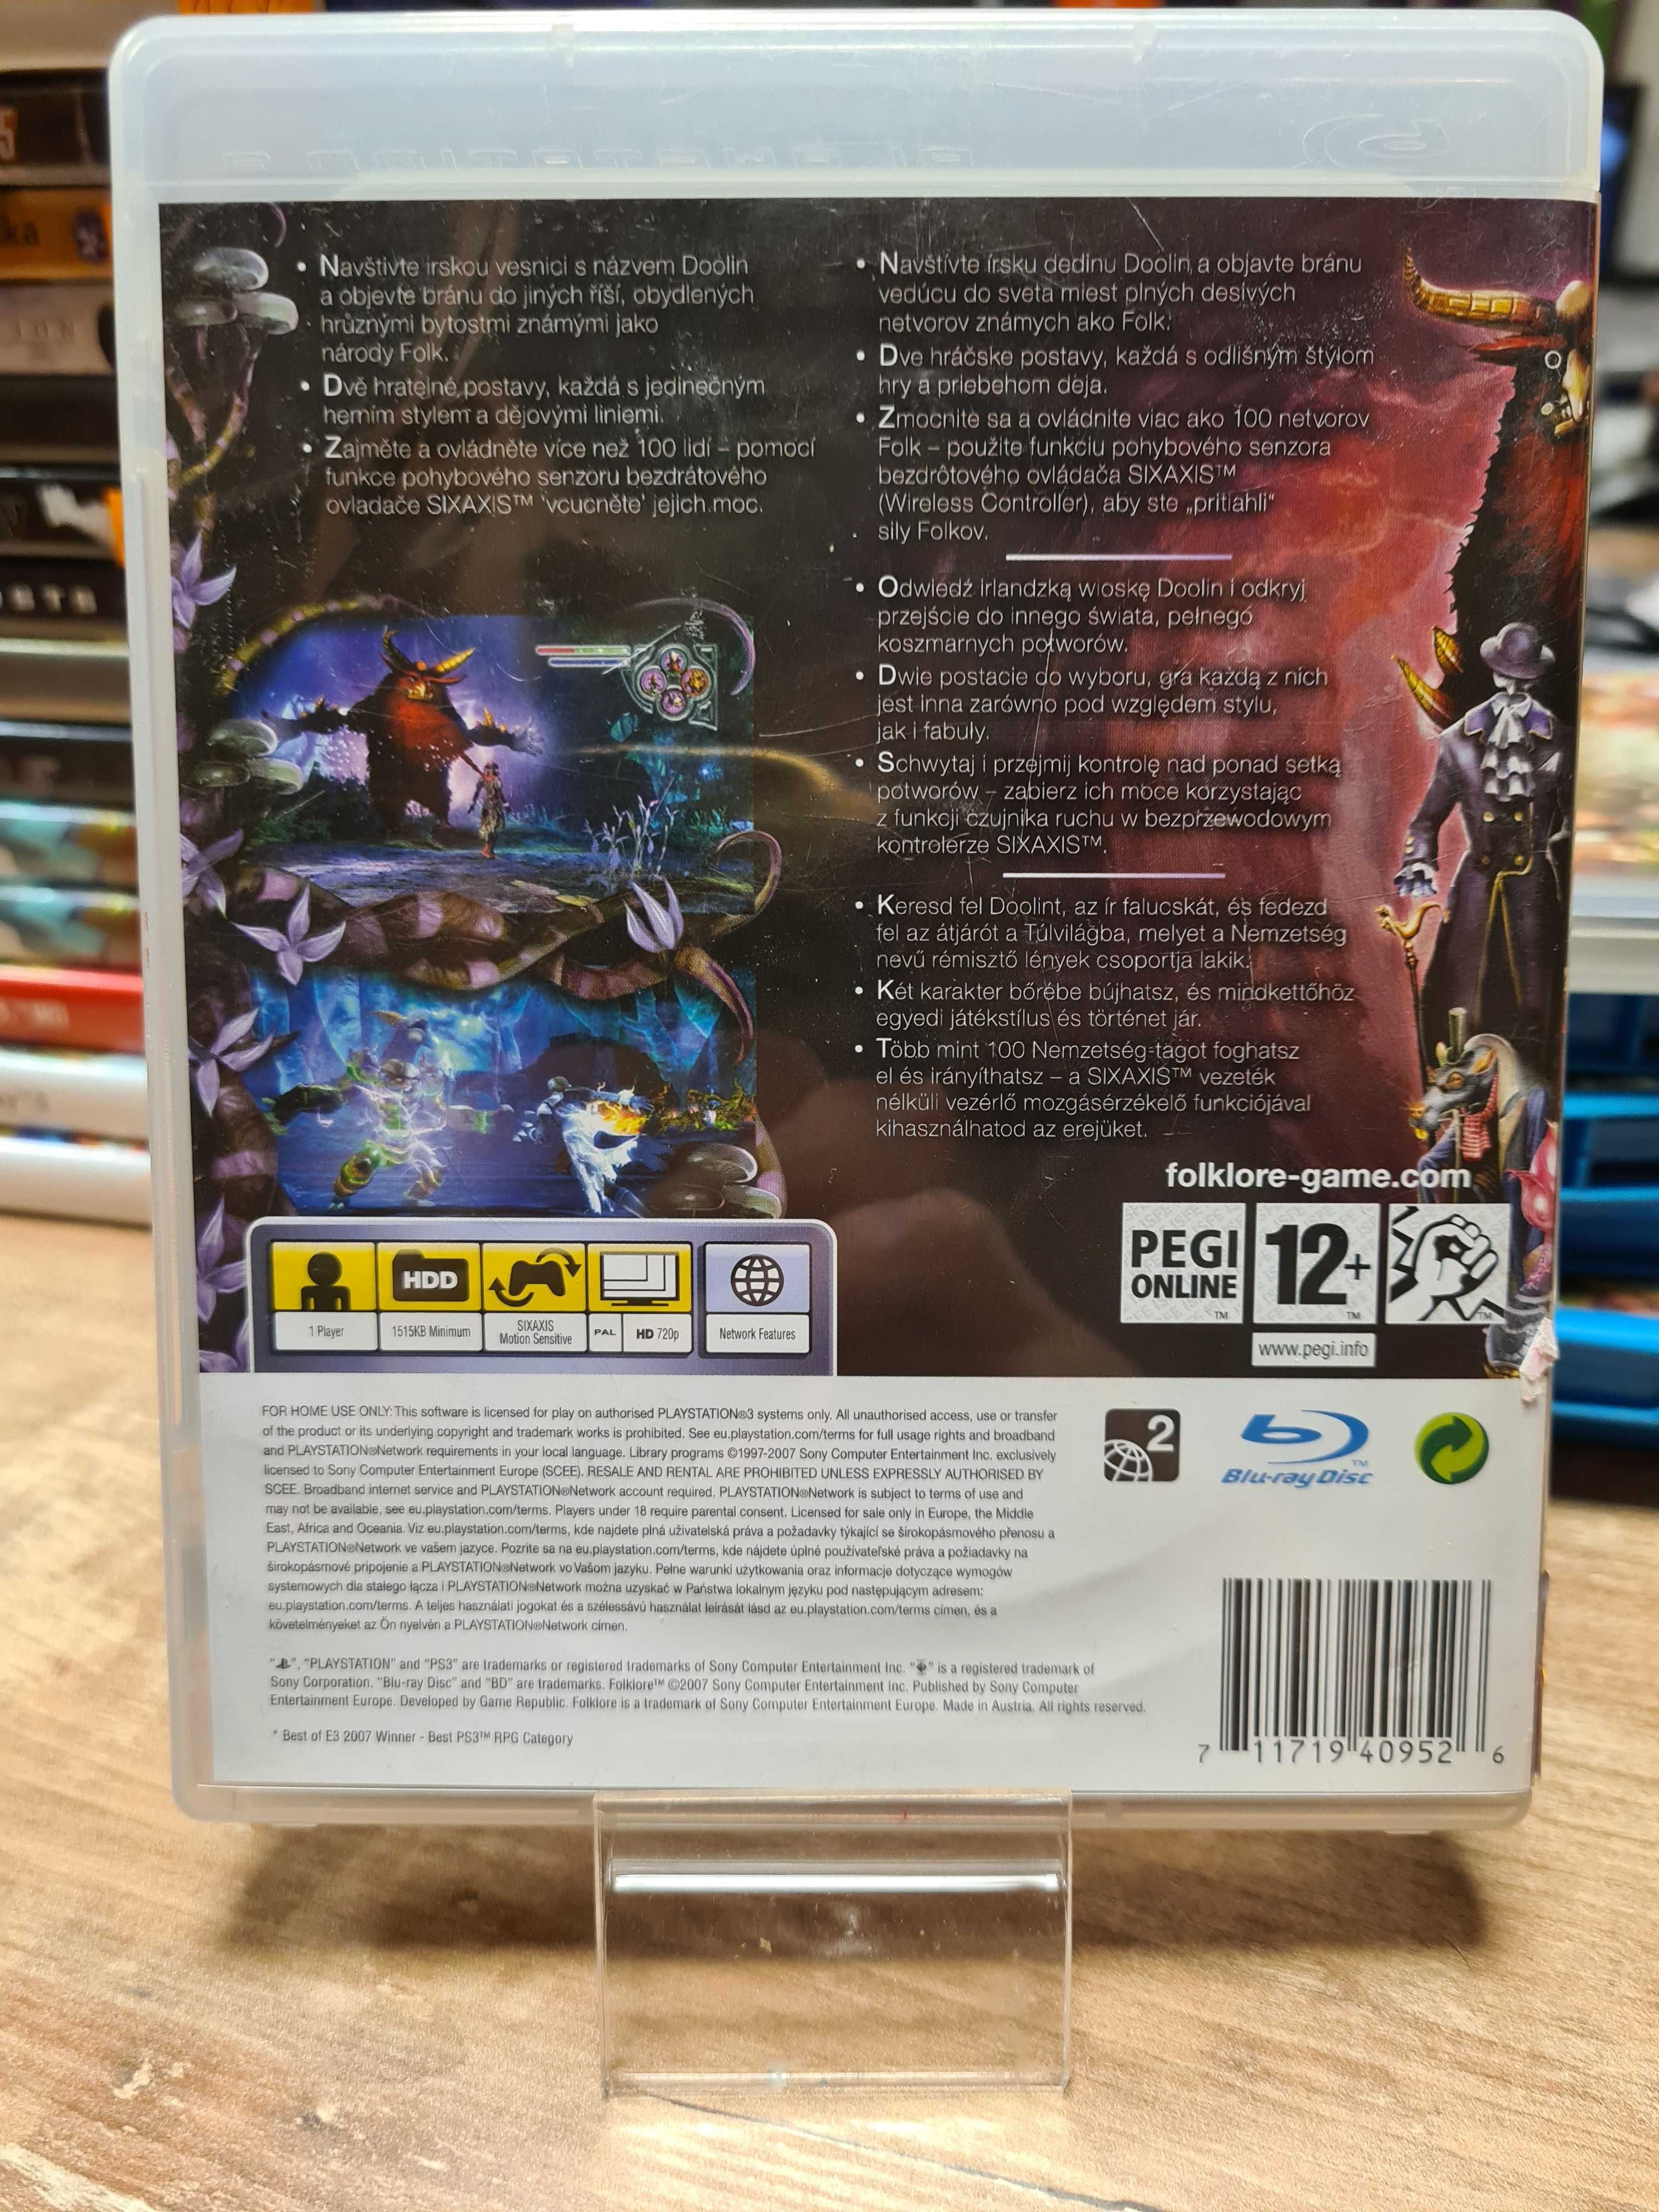 PLAYSTATION 3
• Navštivte irskou vesnici s názvem Doolin
a objevte bránu do jiných říší, obydlených
hrůznými bytostmi známými jako
národy Folk.
• Dvě hratelné postavy, každá s jedinečným
herním stylem a dějovými liniemi.
• Zajměte a ovládněte více než 100 lidí – pomocí
funkce pohybového senzoru bezdrátového
ovladače SIXAXIS™ 'vcucněte' jejich moc.
• Navštívte írsku dedinu Doolin a objavte bránu
vedúcu do sveta miest plných desivých
netvorov známych ako Folk.
• Dve hráčske postavy, každá s odlišným štýlom
hry a priebehom deja.
• Zmocnite sa a ovládnite viac ako 100 netvorov
Folk – použite funkciu pohybového senzora
bezdrôtového ovládača SIXAXIS™
(Wireless Controller), aby ste „pritiahli“
sily Folkov.
• Odwiedź irlandzką wioskę Doolin i odkryj
przejście do innego świata, pełnego
koszmarnych potworów.
• Dwie postacie do wyboru, gra każdą z nich
jest inna zarówno pod względem stylu,
jak i fabuły.
• Schwytaj i przejmij kontrolę nad ponad setką
potworów – zabierz ich moce korzystając
z funkcji czujnika ruchu w bezprzewodowym
kontrolerze SIXAXIS™.
• Keresd fel Doolint, az ír falucskát, és fedezd
fel az átjárót a Túlvilágba, melyet a Nemzetség
nevű rémisztő lények csoportja lakik.
• Két karakter bőrébe bújhatsz, és mindkettőhöz
egyedi játékstílus és történet jár.
• Több mint 100 Nemzetség-tagot foghatsz
el és irányíthatsz – a SIXAXIS™ vezeték
nélküli vezérlő mozgásérzékelő funkciójával
kihasználhatod az erejüket.
folklore-game.com
PEGI
ONLINE
™
12+
™
™
www.pegi.info
HDD
1 Player
1515KB Minimum
SIXAXIS
Motion Sensitive
PAL
HD 720p
Network Features
FOR HOME USE ONLY: This software is licensed for play on authorised PLAYSTATION®3 systems only. All unauthorised access, use or transfer
of the product or its underlying copyright and trademark works is prohibited. See eu.playstation.com/terms for full usage rights and broadband
and PLAYSTATION®Network requirements in your local language. Library programs ©1997-2007 Sony Computer Entertainment Inc. exclusively
licensed to Sony Computer Entertainment Europe (SCEE). RESALE AND RENTAL ARE PROHIBITED UNLESS EXPRESSLY AUTHORISED BY
SCEE. Broadband internet service and PLAYSTATION®Network account required. PLAYSTATION®Network is subject to terms of use and
may not be available, see eu.playstation.com/terms. Players under 18 require parental consent. Licensed for sale only in Europe, the Middle
East, Africa and Oceania. Viz eu.playstation.com/terms, kde najdete plná uživatelská práva a požadavky týkající se širokopásmového přenosu a
PLAYSTATION®Network ve vašem jazyce. Pozrite sa na eu.playstation.com/terms, kde nájdete úplné používateľské práva a požiadavky na
širokopásmové pripojenie a PLAYSTATION®Network vo Vašom jazyku. Pełne warunki użytkowania oraz informacje dotyczące wymogów
systemowych dla stałego łącza i PLAYSTATION®Network można uzyskać w Państwa lokalnym języku pod następującym adresem:
eu.playstation.com/terms. A teljes használati jogokat és a szélessávú használat leírását lásd az eu.playstation.com/terms címen, és a
követelményeket az Ön nyelvén a PLAYSTATION®Network címen.
2
Blu-ray Disc
™
" ", "PLAYSTATION" and "PS3" are trademarks or registered trademarks of Sony Computer Entertainment Inc. " " is a registered trademark of
Sony Corporation. "Blu-ray Disc" and "BD" are trademarks. Folklore™ ©2007 Sony Computer Entertainment Inc. Published by Sony Computer
Entertainment Europe. Developed by Game Republic. Folklore is a trademark of Sony Computer Entertainment Europe. Made in Austria. All rights reserved.
* Best of E3 2007 Winner - Best PS3™ RPG Category
7 11719 40952 6